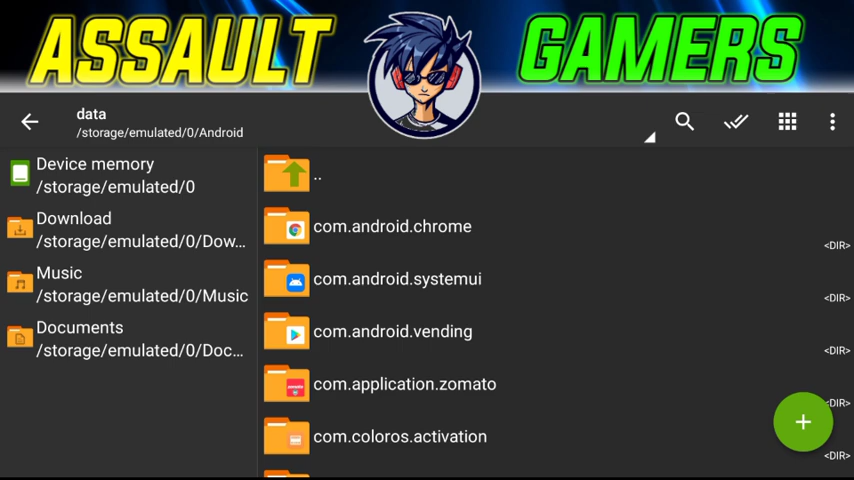 ASSAULT GAMERS
data
/storage/emulated/0/Android
Device memory
/storage/emulated/0
Download
/storage/emulated/0/Dow...
Music
/storage/emulated/0/Music
Documents
/storage/emulated/0/Doc...
..
com.android.chrome
<DIR>
com.android.systemui
<DIR>
com.android.vending
<DIR>
com.application.zomato
<DIR>
com.coloros.activation
<DIR>